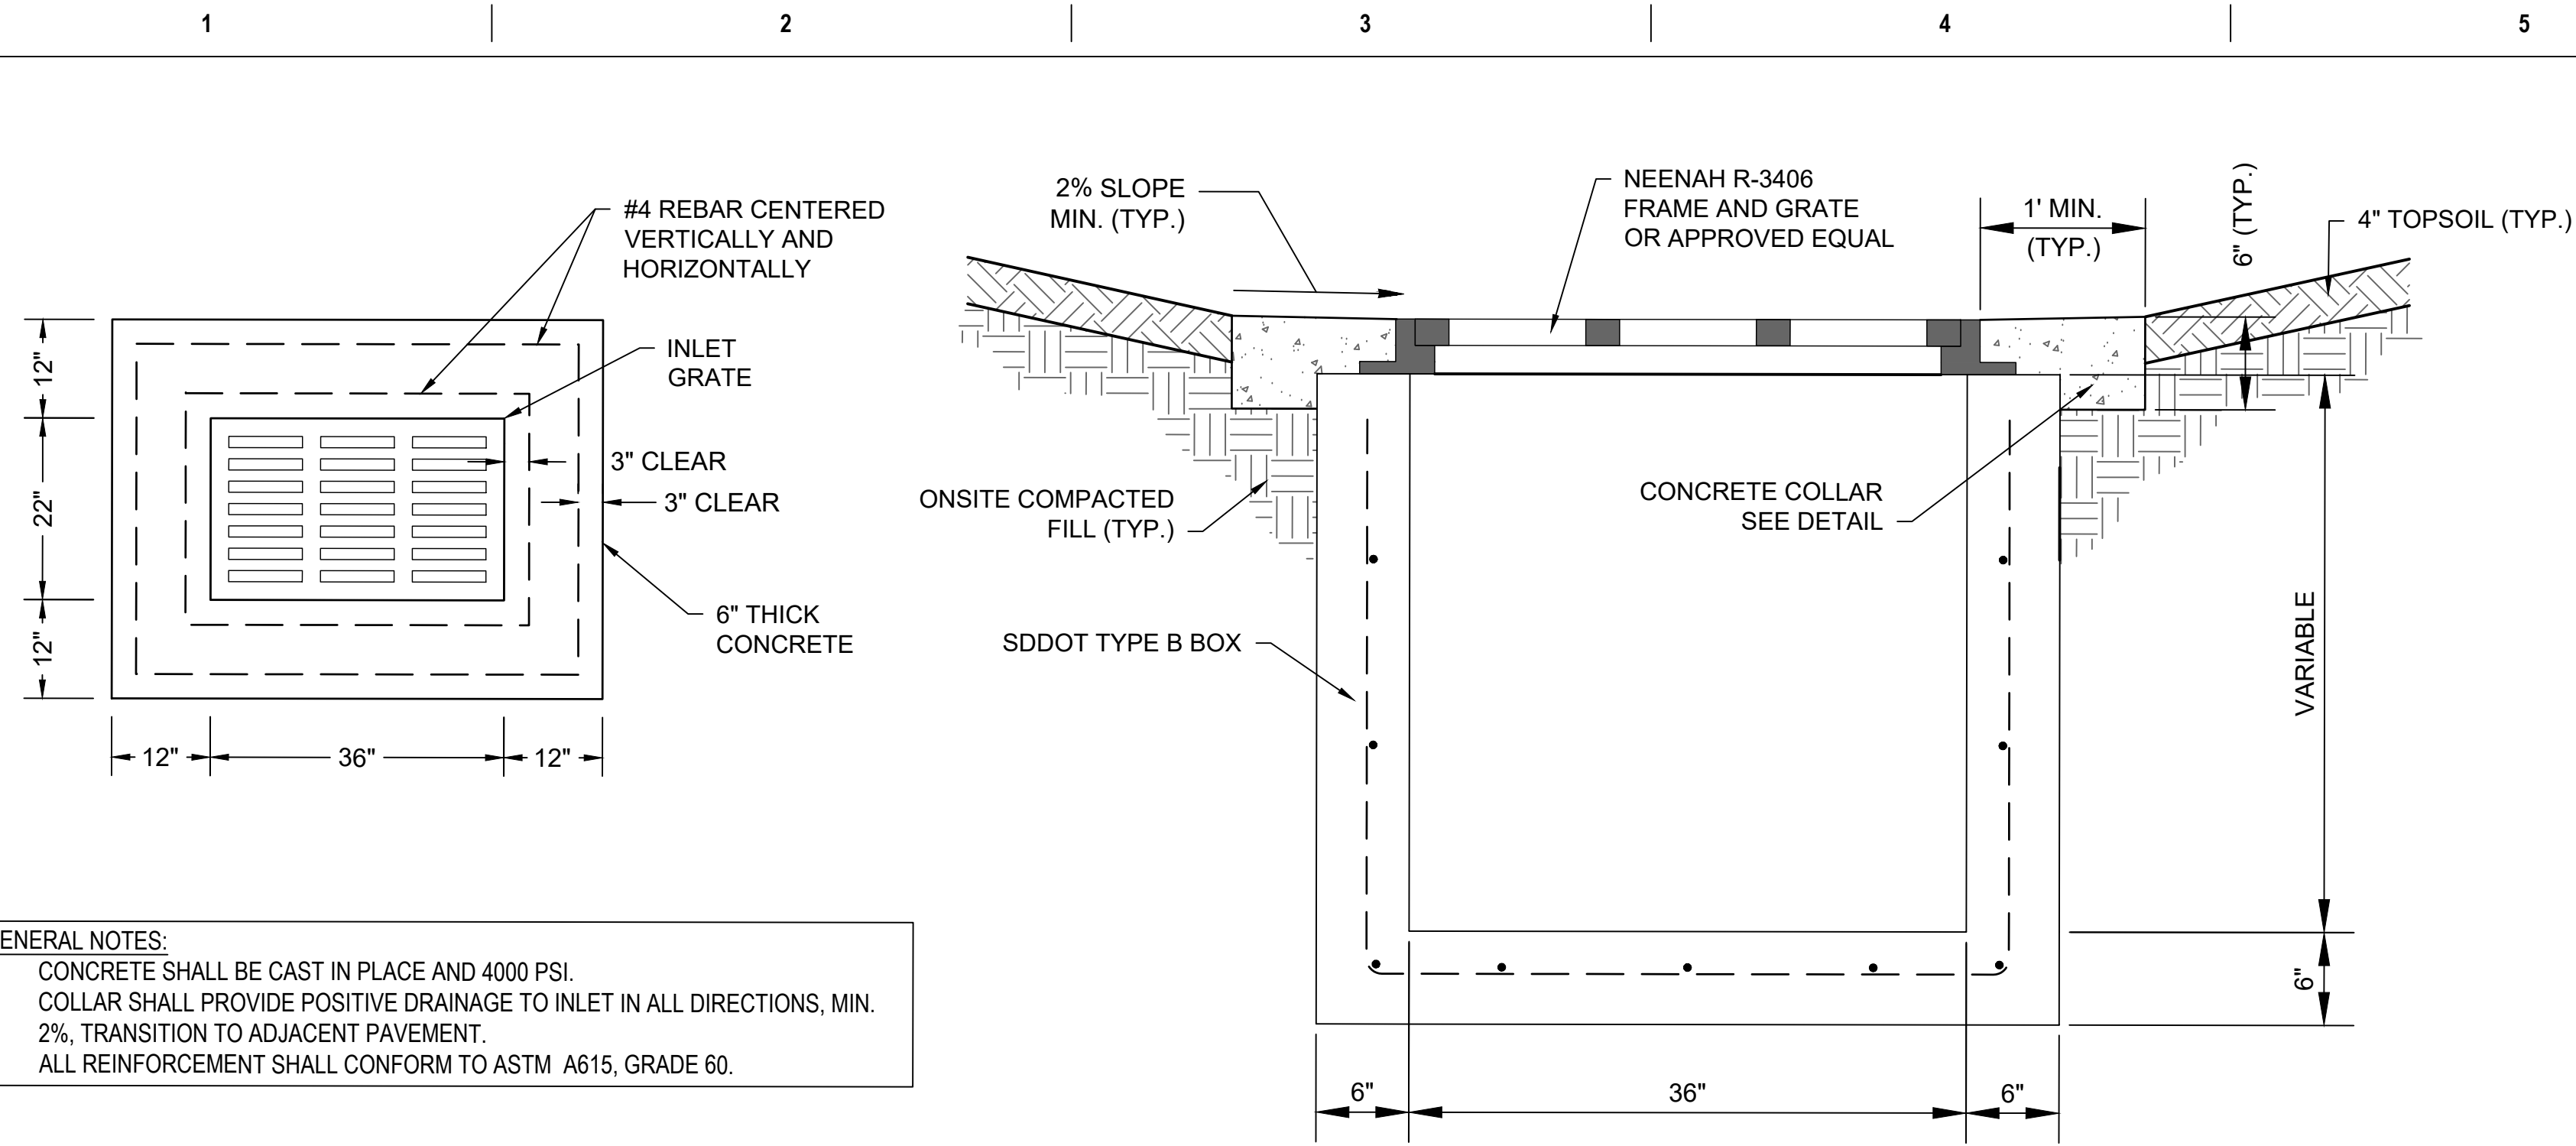 1 2 3 4 5
#4 REBAR CENTERED
VERTICALLY AND
HORIZONTALLY
INLET
GRATE
3" CLEAR
3" CLEAR
6" THICK
CONCRETE
12"
22"
12"
12" 36" 12"
2% SLOPE
MIN. (TYP.)
NEENAH R-3406
FRAME AND GRATE
OR APPROVED EQUAL
1' MIN.
(TYP.)
6" (TYP.)
4" TOPSOIL (TYP.)
ONSITE COMPACTED
FILL (TYP.)
CONCRETE COLLAR
SEE DETAIL
SDDOT TYPE B BOX
VARIABLE
6"
6" 36" 6"
ENERAL NOTES:
CONCRETE SHALL BE CAST IN PLACE AND 4000 PSI.
COLLAR SHALL PROVIDE POSITIVE DRAINAGE TO INLET IN ALL DIRECTIONS, MIN.
2%, TRANSITION TO ADJACENT PAVEMENT.
ALL REINFORCEMENT SHALL CONFORM TO ASTM A615, GRADE 60.